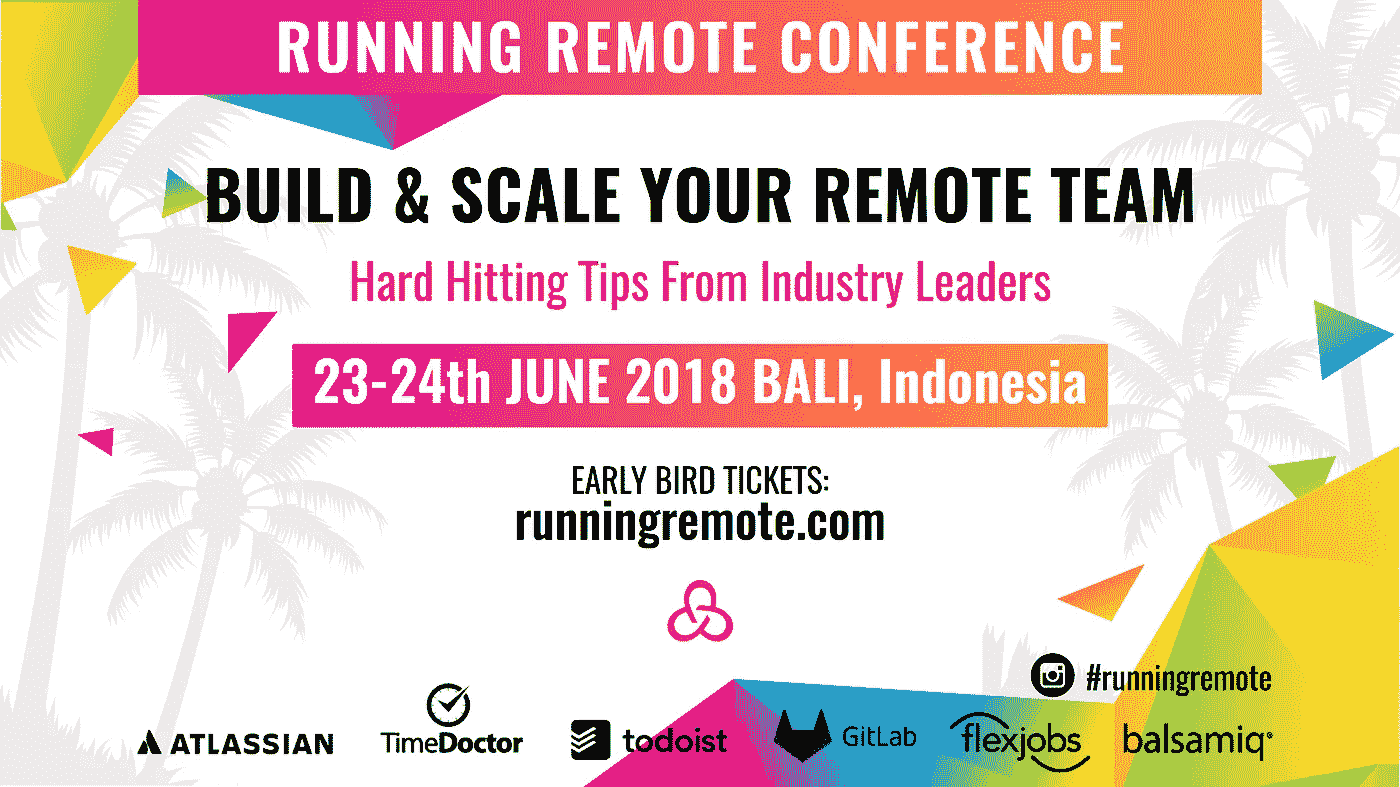 RUNNING REMOTE CONFERENCE
BUILD & SCALE YOUR REMOTE TEAM
Hard Hitting Tips From Industry Leaders
23-24th JUNE 2018 BALI, Indonesia
EARLY BIRD TICKETS:
runningremote.com
#runningremote
ATLASSIAN
TimeDoctor
todoist
GitLab
flexjobs
balsamiq®